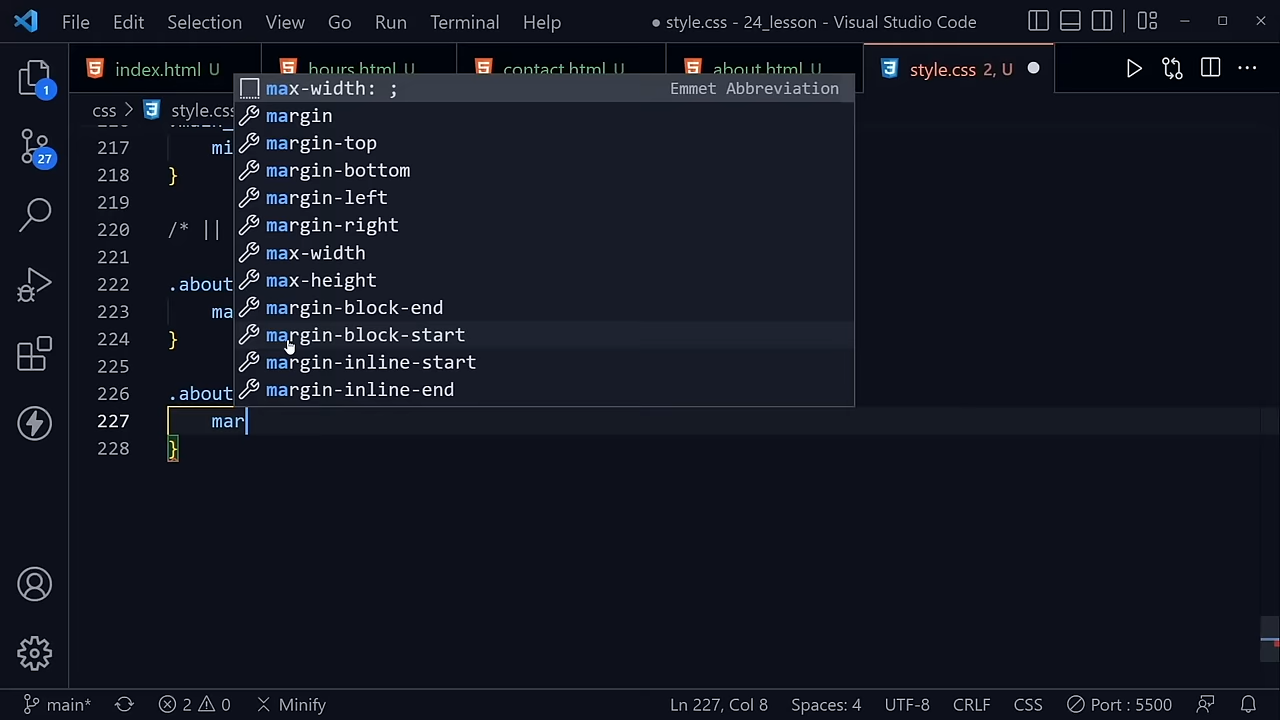 File Edit Selection View Go Run Terminal Help
● style.css - 24_lesson - Visual Studio Code
index.html U
hours.html U
contact.html U
about.html U
style.css 2, U
1
27
css > style.css
217 mi
218 }
219
220 /* ||
221
222 .about
223 ma
224 }
225
226 .about
227 mar
228 }
max-width: ; Emmet Abbreviation
margin
margin-top
margin-bottom
margin-left
margin-right
max-width
max-height
margin-block-end
margin-block-start
margin-inline-start
margin-inline-end
main* 2 0 Minify Ln 227, Col 8 Spaces: 4 UTF-8 CRLF CSS Port : 5500